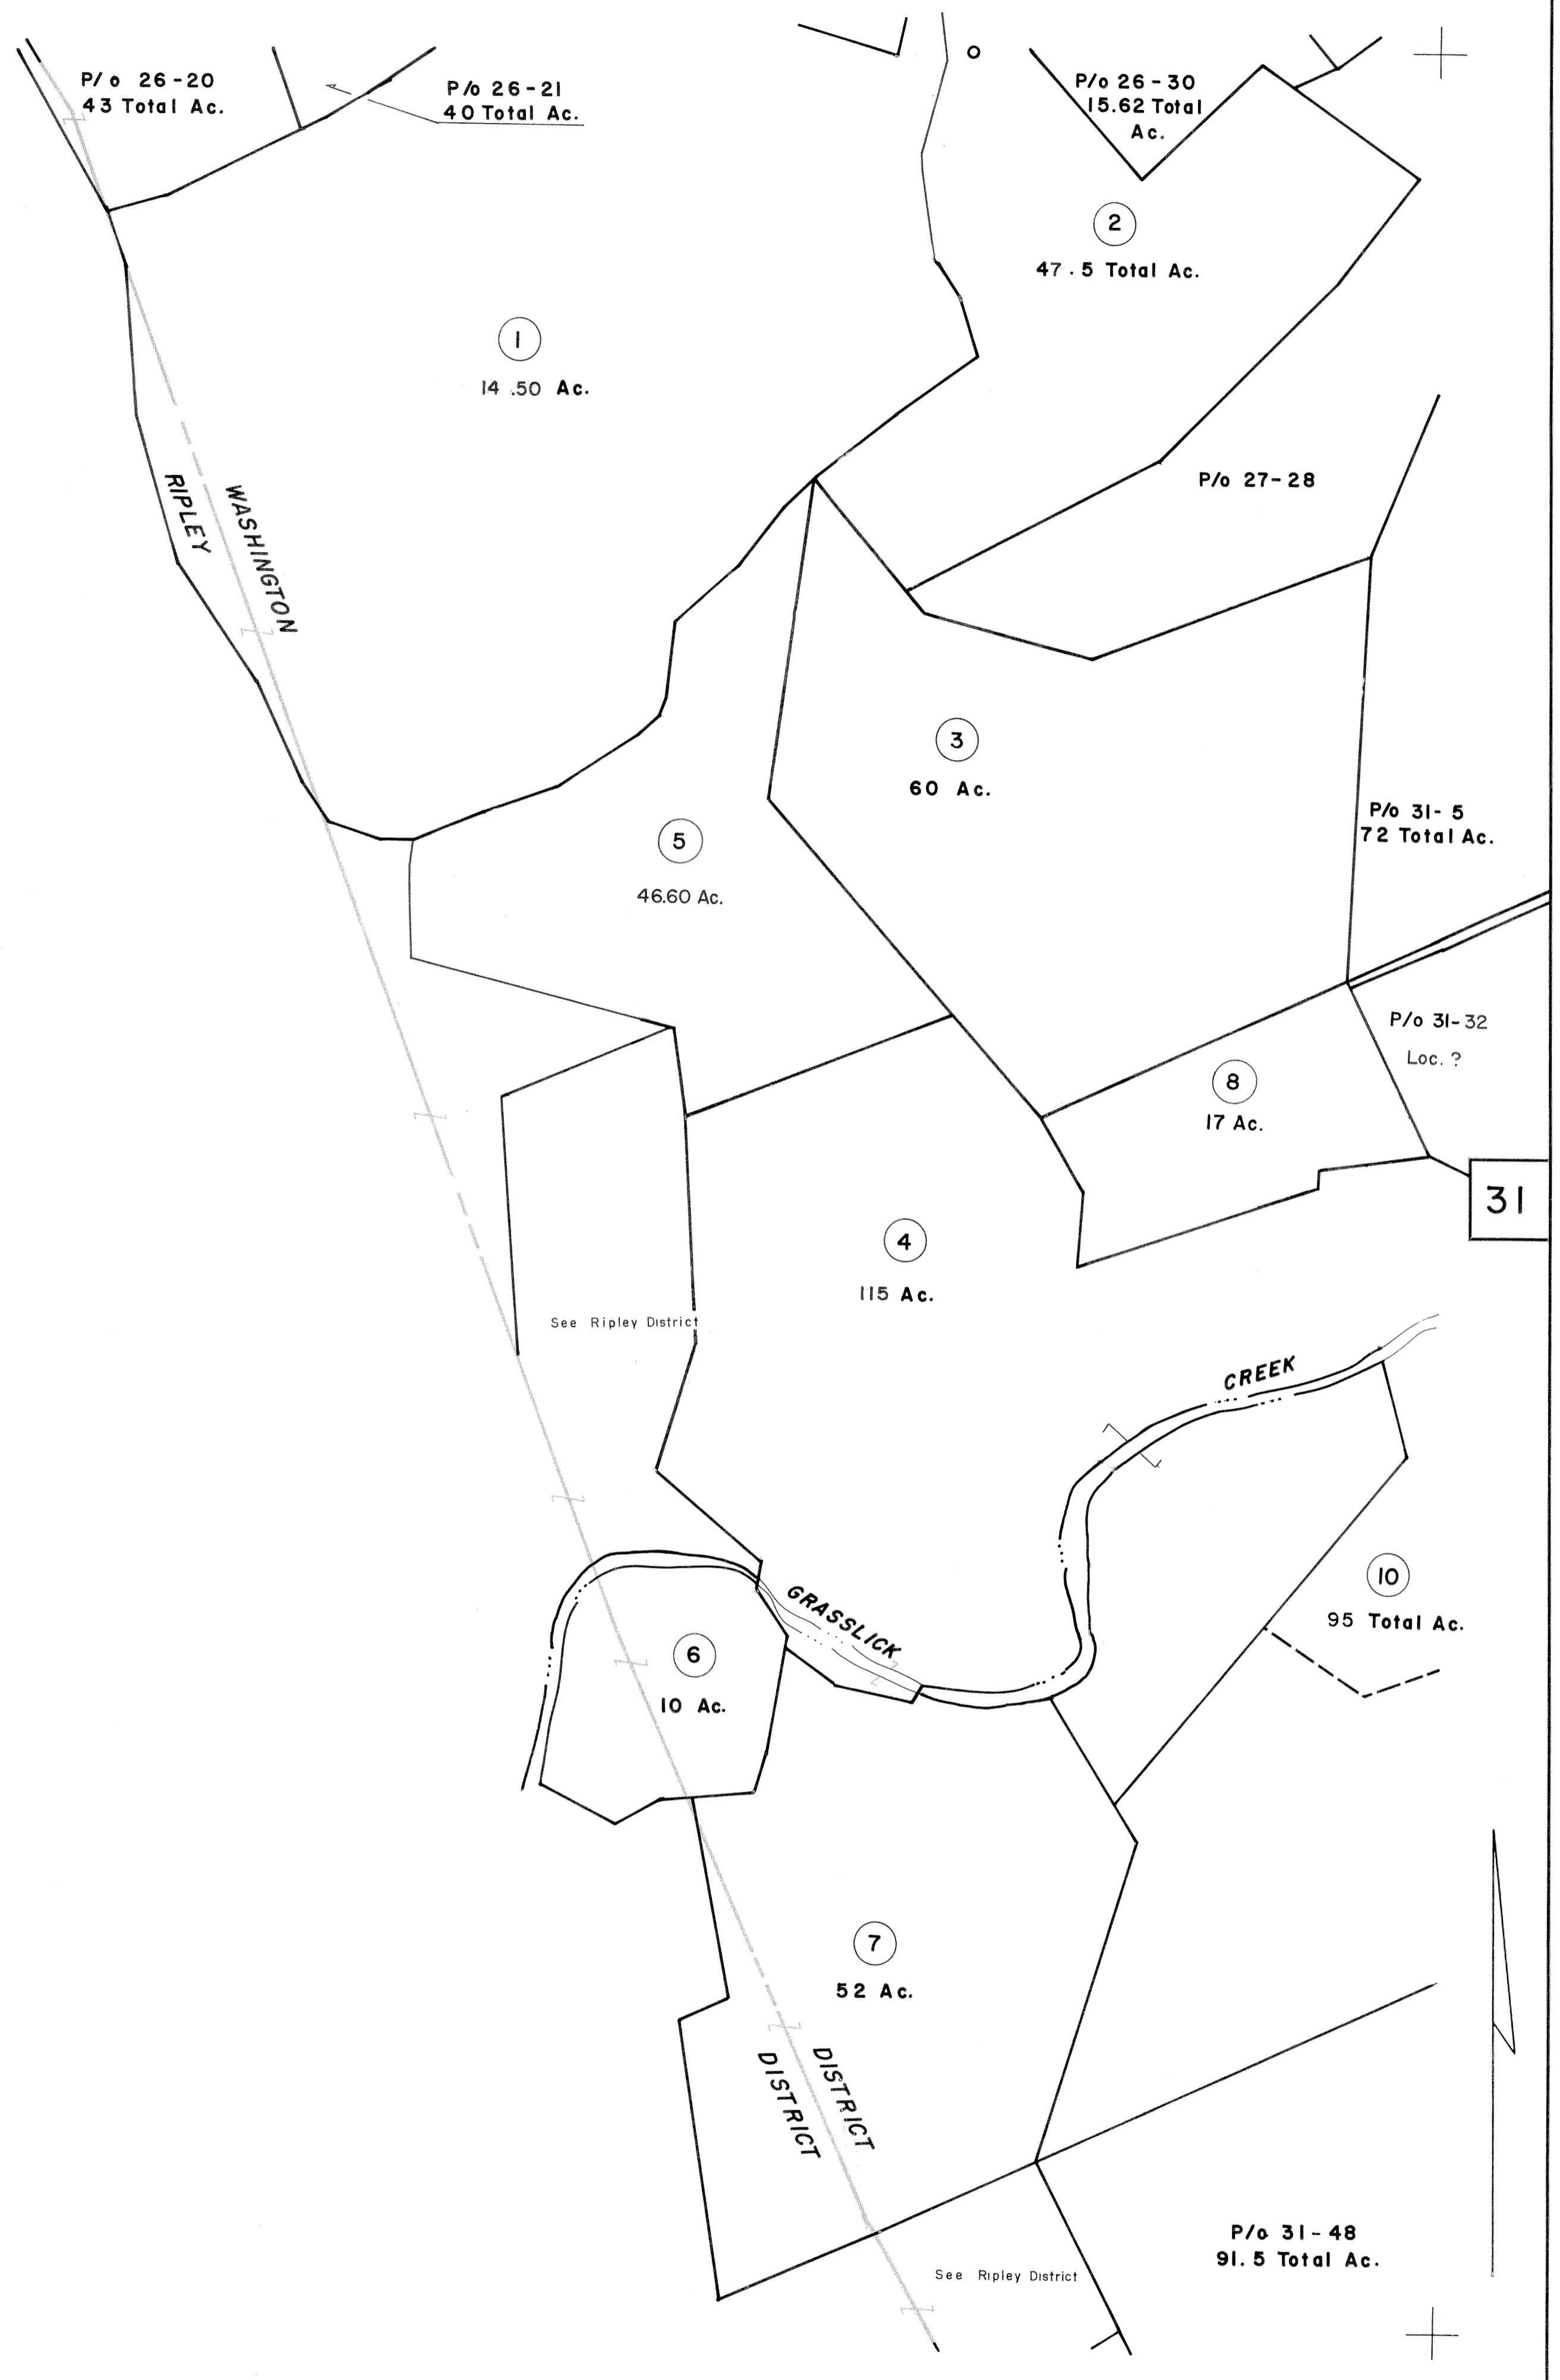 P/o 26-20
43 Total Ac.
P/o 26-21
40 Total Ac.
P/o 26-30
15.62 Total
Ac.
2
47.5 Total Ac.
1
14.50 Ac.
P/o 27-28
RIPLEY
WASHINGTON
3
60 Ac.
P/o 31-5
72 Total Ac.
5
46.60 Ac.
P/o 31-32
Loc. ?
8
17 Ac.
31
4
115 Ac.
See Ripley District
CREEK
GRASSLICK
10
95 Total Ac.
6
10 Ac.
7
52 Ac.
DISTRICT
DISTRICT
P/o 31-48
91.5 Total Ac.
See Ripley District